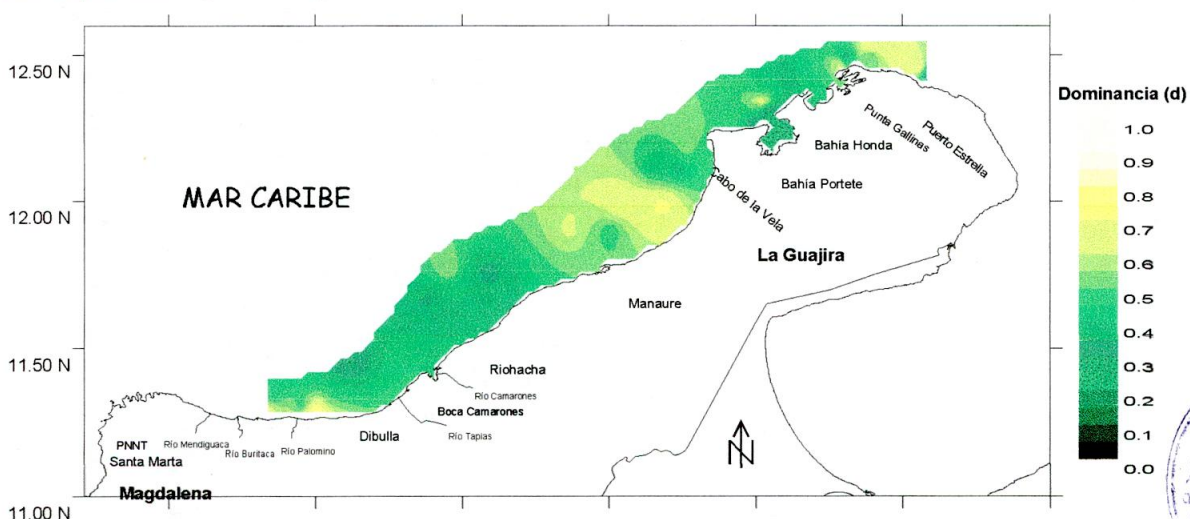 12.50 N
Dominancia (d)
1.0
0.9
0.8
0.7
0.6
0.5
0.4
0.3
0.2
0.1
0.0
Punta Gallinas
Puerto Estrella
Bahía Honda
Bahía Portete
Cabo de la Vela
MAR CARIBE
12.00 N
La Guajira
Manaure
11.50 N
Riohacha
Río Camarones
Boca Camarones
Río Tapias
Dibulla
Río Palomino
Río Buritaca
Río Mendiguaca
PNNT
Santa Marta
Magdalena
N
11.00 N